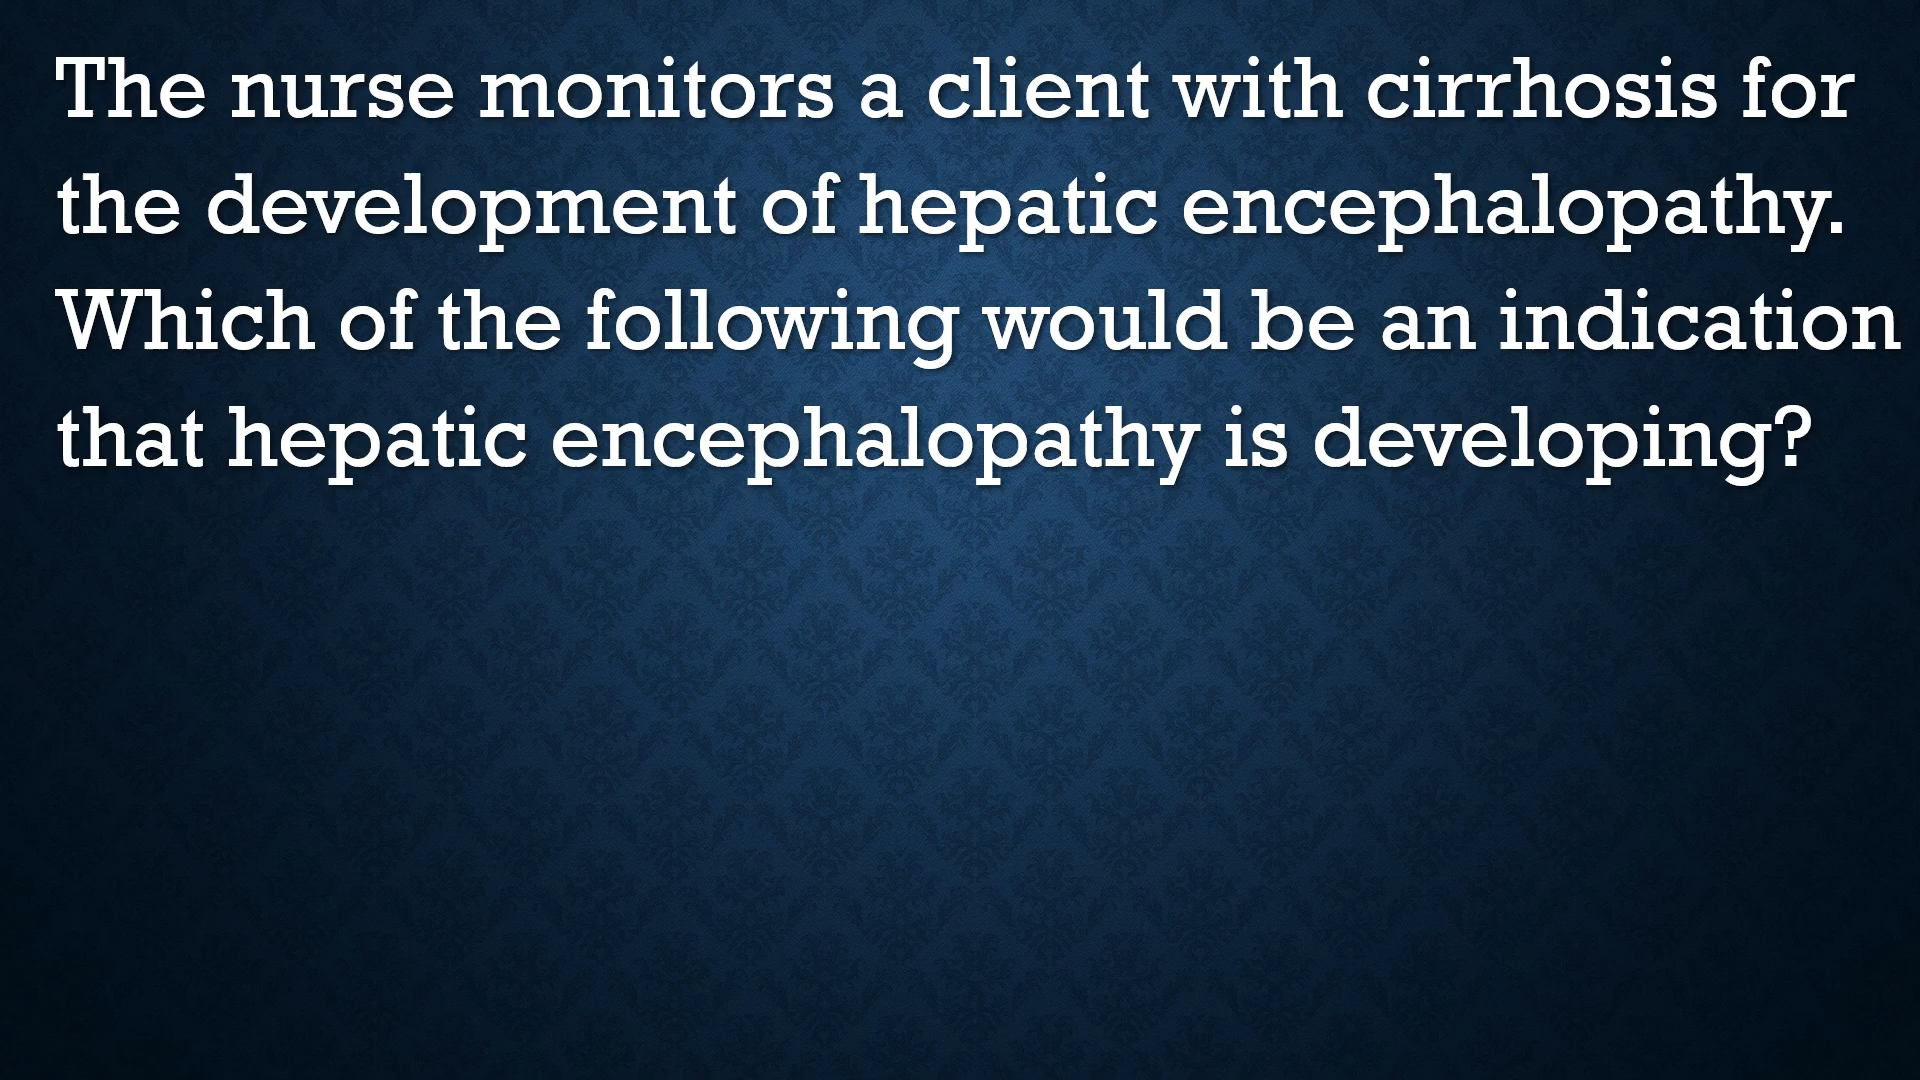 The nurse monitors a client with cirrhosis for
the development of hepatic encephalopathy.
Which of the following would be an indication
that hepatic encephalopathy is developing?